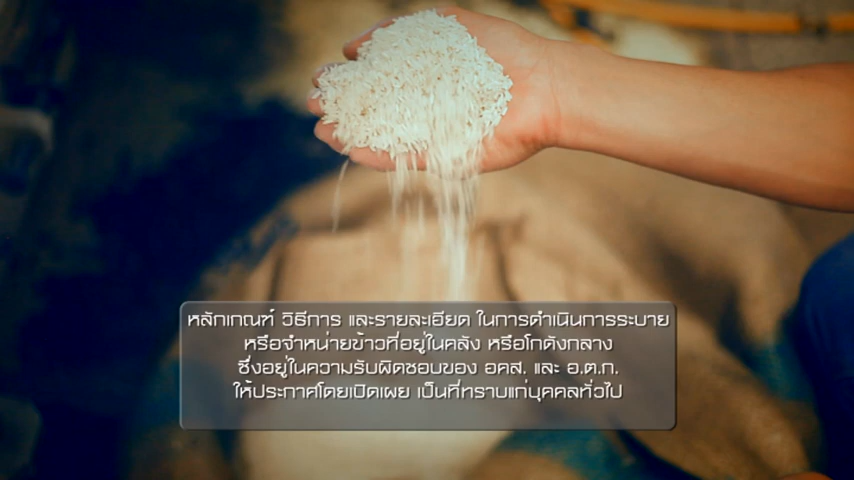 หลักเกณฑ์ วิธีการ และรายละเอียด ในการดำเนินการระบาย
หรือจำหน่ายข้าวที่อยู่ในคลัง หรือโกดังกลาง
ซึ่งอยู่ในความรับผิดชอบของ อคส. และ อ.ต.ก.
ให้ประกาศโดยเปิดเผย เป็นที่ทราบแก่บุคคลทั่วไป